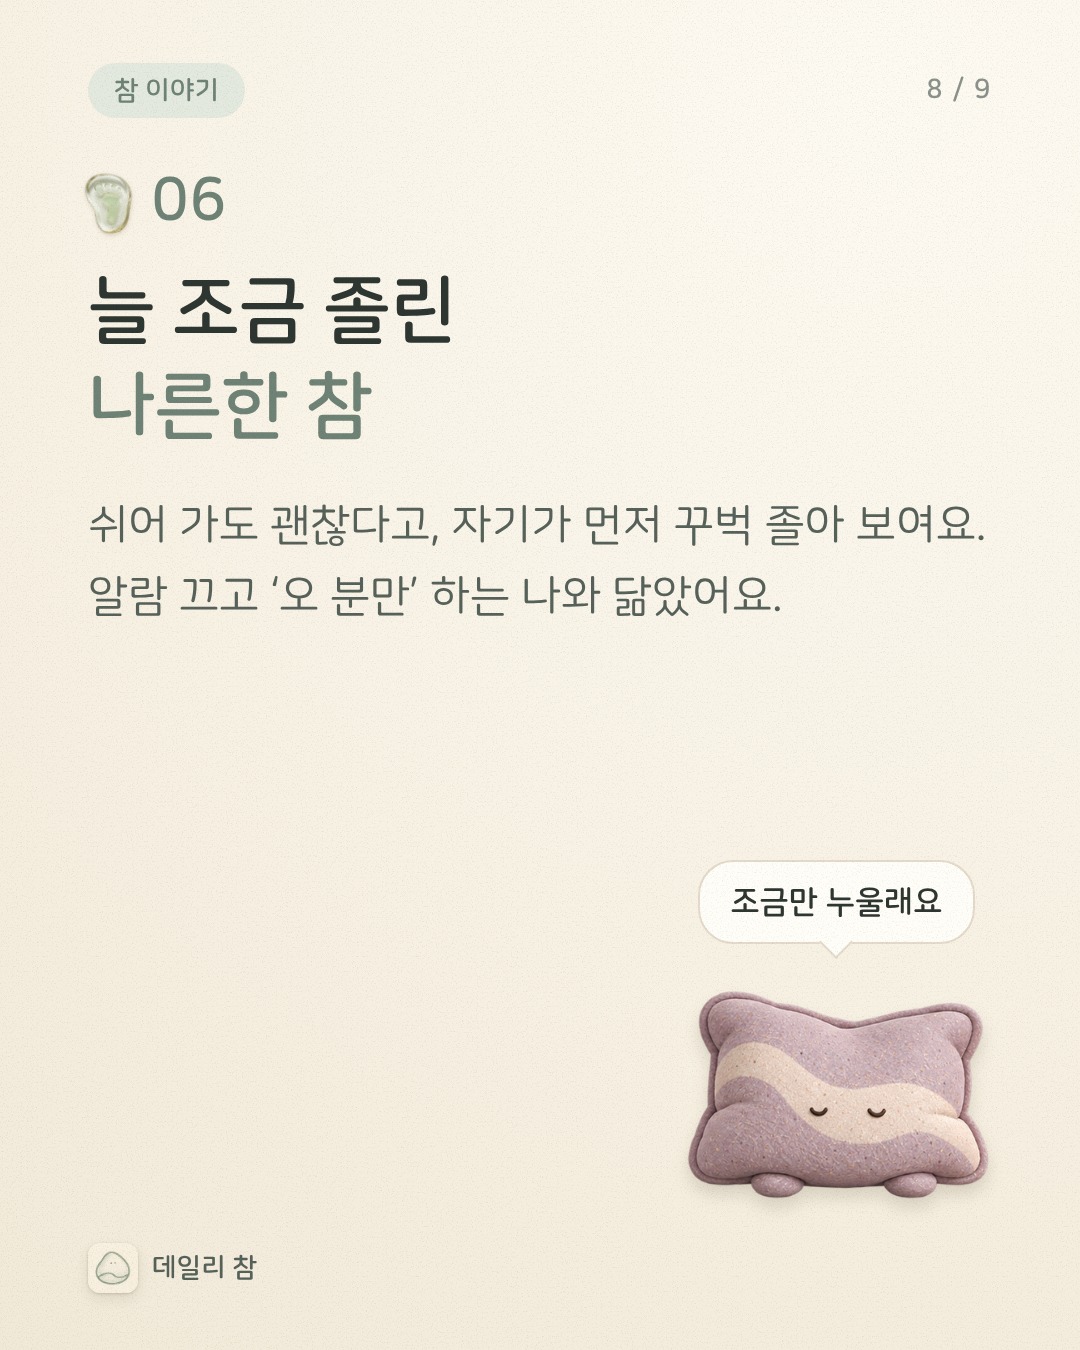 참 이야기
8 / 9
06
늘 조금 졸린
나른한 참
쉬어 가도 괜찮다고, 자기가 먼저 꾸벅 졸아 보여요.
알람 끄고 ‘오 분만’ 하는 나와 닮았어요.
조금만 누울래요
데일리 참